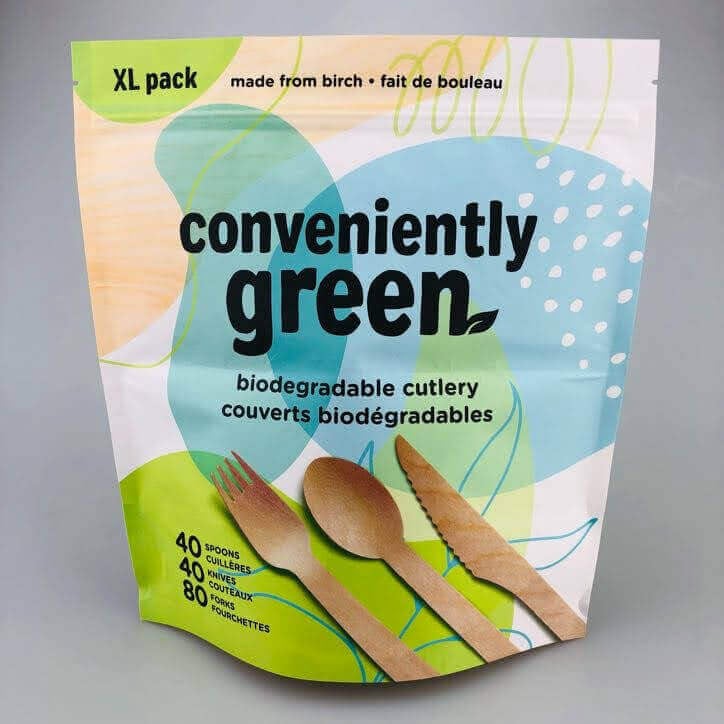 XL pack
made from birch • fait de bouleau
conveniently
green
biodegradable cutlery
couverts biodégradables
40 SPOONS
CUILLÈRES
40 KNIVES
COUTEAUX
80 FORKS
FOURCHETTES